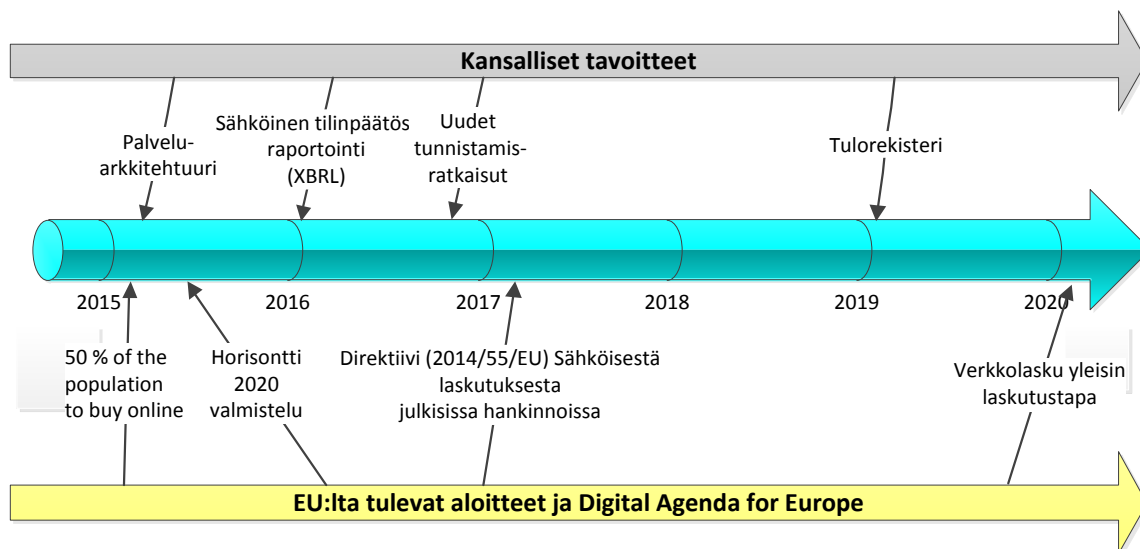 Kansalliset tavoitteet
Palvelu-
arkkitehtuuri
Sähköinen tilinpäätös
raportointi
(XBRL)
Uudet
tunnistamis-
ratkaisut
Tulorekisteri
2015
2016
2017
2018
2019
2020
50 % of the
population
to buy online
Horisontti
2020
valmistelu
Direktiivi (2014/55/EU) Sähköisestä
laskutuksesta
julkisissa hankinnoissa
Verkkolasku yleisin
laskutustapa
EU:lta tulevat aloitteet ja Digital Agenda for Europe